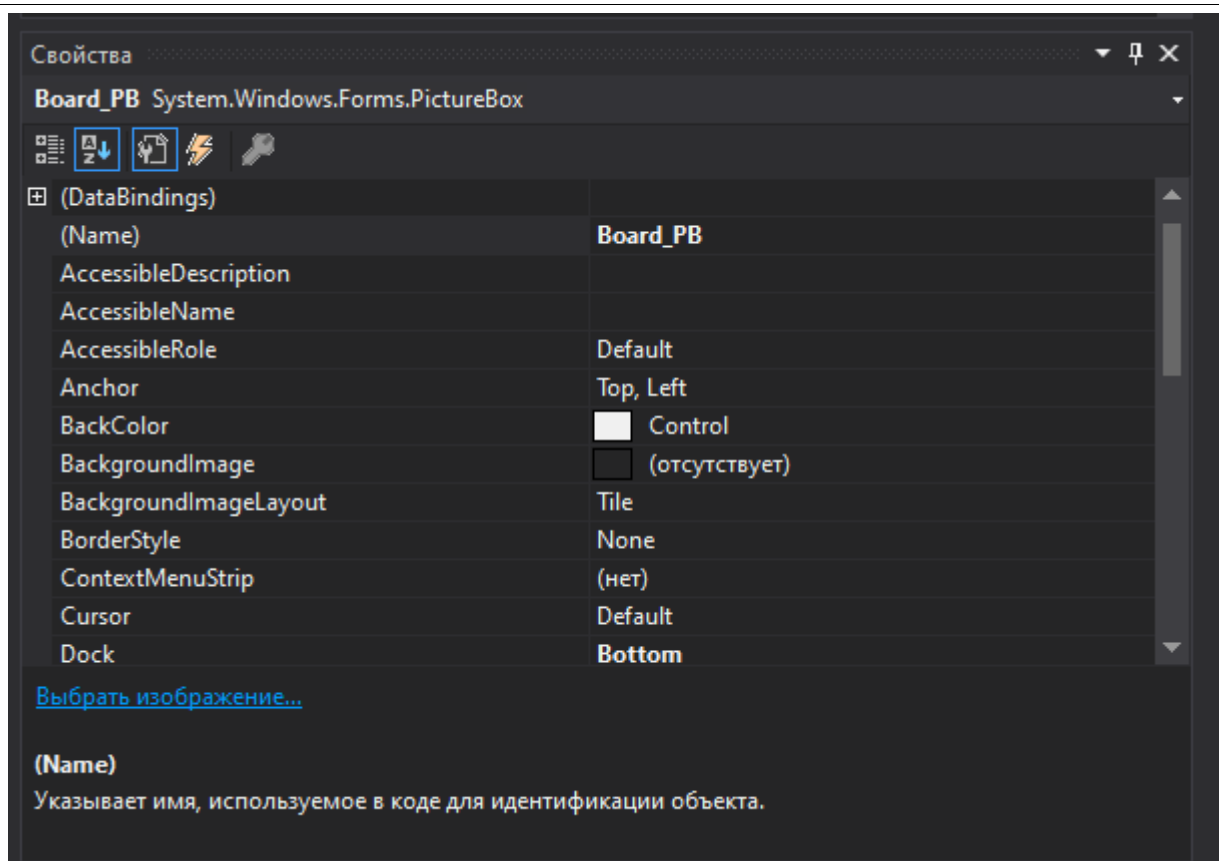 Свойства
Board_PB System.Windows.Forms.PictureBox
(DataBindings)
(Name) Board_PB
AccessibleDescription
AccessibleName
AccessibleRole Default
Anchor Top, Left
BackColor Control
BackgroundImage (отсутствует)
BackgroundImageLayout Tile
BorderStyle None
ContextMenuStrip (нет)
Cursor Default
Dock Bottom
Выбрать изображение...
(Name)
Указывает имя, используемое в коде для идентификации объекта.